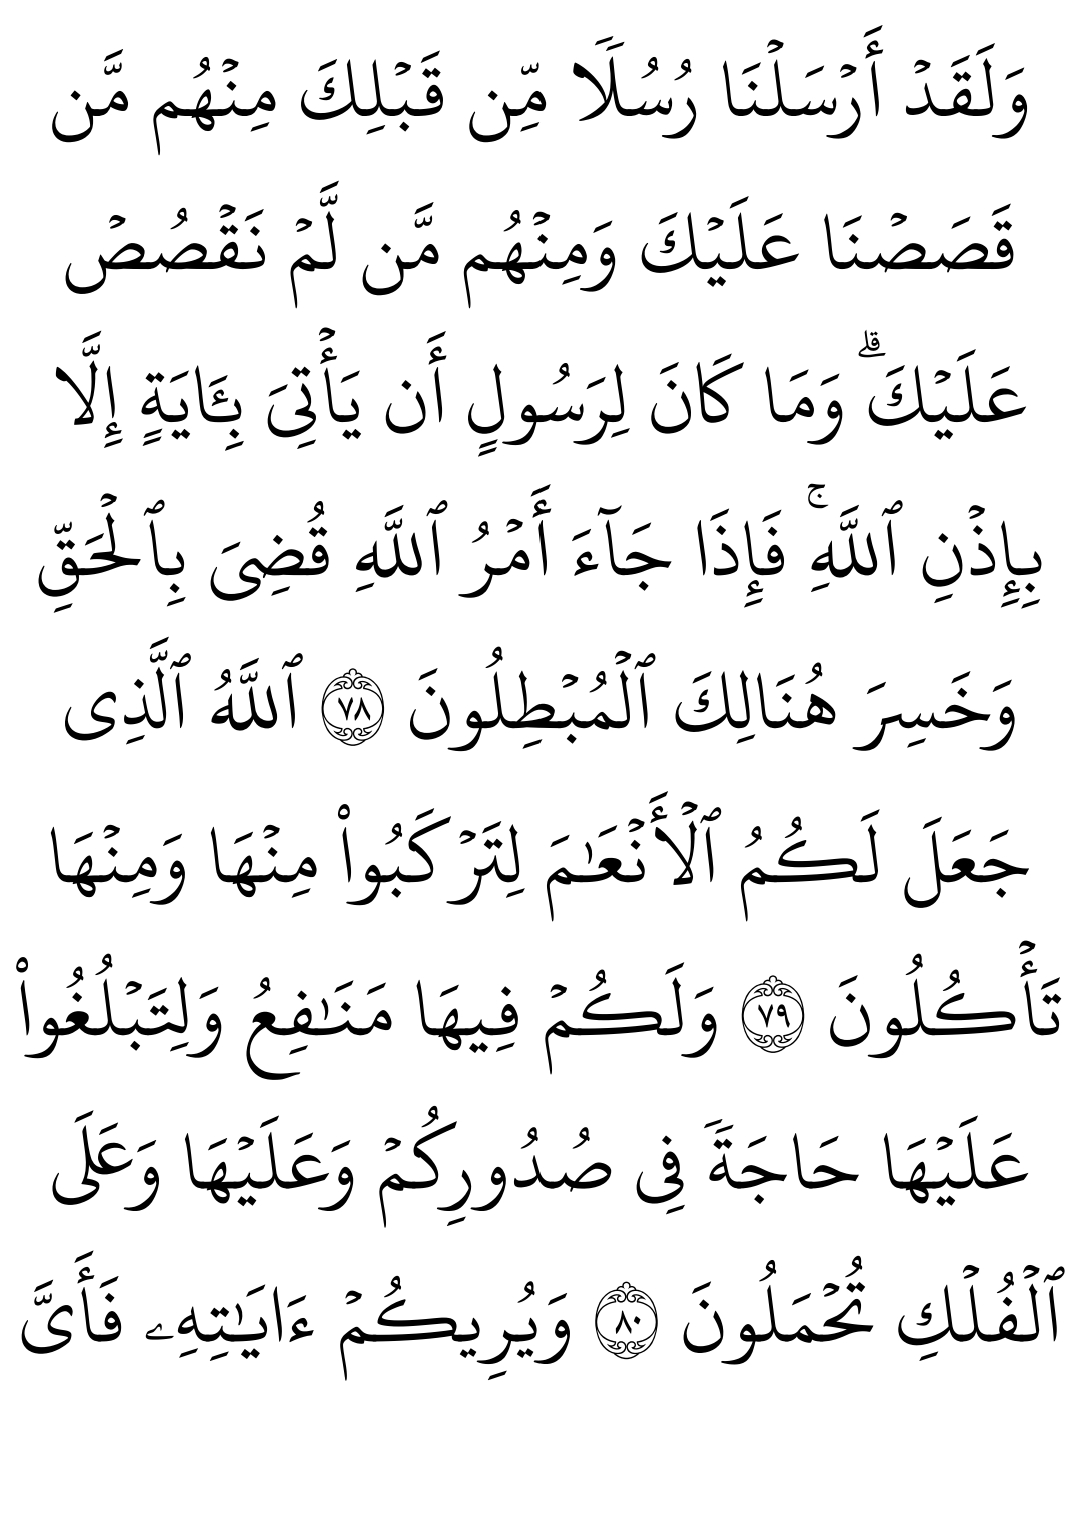 وَلَقَدۡ أَرۡسَلۡنَا رُسُلٗا مِّن قَبۡلِكَ مِنۡهُم مَّن
قَصَصۡنَا عَلَيۡكَ وَمِنۡهُم مَّن لَّمۡ نَقۡصُصۡ
عَلَيۡكَۗ وَمَا كَانَ لِرَسُولٍ أَن يَأۡتِيَ بِـَٔايَةٍ إِلَّا
بِإِذۡنِ ٱللَّهِۚ فَإِذَا جَآءَ أَمۡرُ ٱللَّهِ قُضِيَ بِٱلۡحَقِّ
وَخَسِرَ هُنَالِكَ ٱلۡمُبۡطِلُونَ ٧٨ ٱللَّهُ ٱلَّذِي
جَعَلَ لَكُمُ ٱلۡأَنۡعَٰمَ لِتَرۡكَبُواْ مِنۡهَا وَمِنۡهَا
تَأۡكُلُونَ ٧٩ وَلَكُمۡ فِيهَا مَنَٰفِعُ وَلِتَبۡلُغُواْ
عَلَيۡهَا حَاجَةٗ فِي صُدُورِكُمۡ وَعَلَيۡهَا وَعَلَى
ٱلۡفُلۡكِ تُحۡمَلُونَ ٨٠ وَيُرِيكُمۡ ءَايَٰتِهِۦ فَأَيَّ